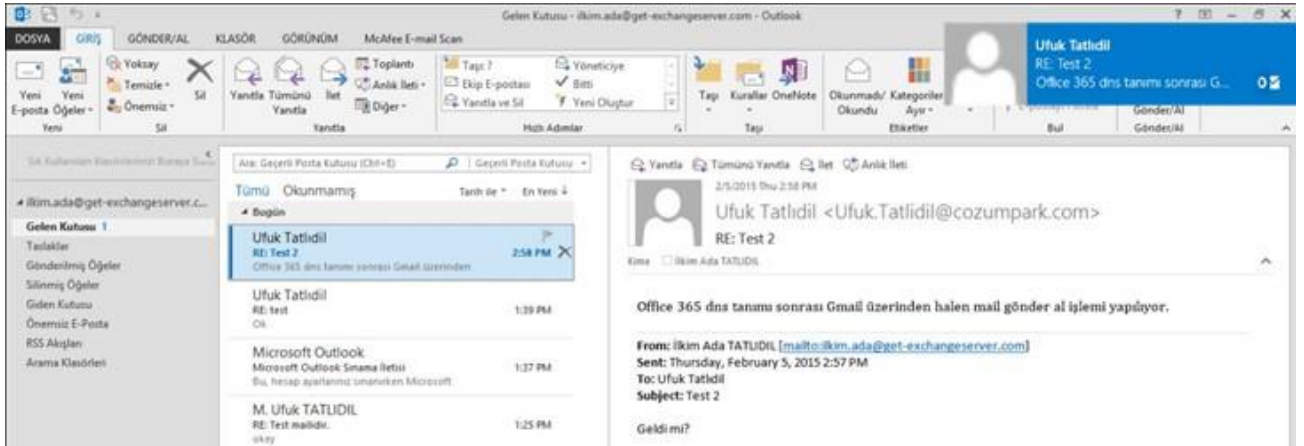 Gelen Kutusu - ilkim.ada@get-exchangeserver.com - Outlook
DOSYA GİRİŞ GÖNDER/AL KLASÖR GÖRÜNÜM McAfee E-mail Scan
Yeni E-posta
Yeni Öğeler
Yeni
Yoksay
Temizle
Önemsiz
Sil
Sil
Yanıtla
Tümünü Yanıtla
İlet
Toplantı
Anlık İleti
Diğer
Yanıtla
Taşı: ?
Ekip E-postası
Yanıtla ve Sil
Yöneticiye
Bitti
Yeni Oluştur
Hızlı Adımlar
Taşı
Kurallar
OneNote
Taşı
Okunmadı/ Okundu
Kategorilere Ayır
Etiketler
Bul
Gönder/Al
Gönder/Al
Ufuk Tatlıdil
RE: Test 2
Office 365 dns tanımı sonrası G...
ilkim.ada@get-exchangeserver.c...
Gelen Kutusu 1
Taslaklar
Gönderilmiş Öğeler
Silinmiş Öğeler
Giden Kutusu
Önemsiz E-Posta
RSS Akışları
Arama Klasörleri
Ara: Geçerli Posta Kutusu (Ctrl+E) Geçerli Posta Kutusu
Tümü Okunmamış Tarih ile En Yeni
Bugün
Ufuk Tatlıdil
RE: Test 2 2:58 PM
Office 365 dns tanımı sonrası Gmail üzerinden
Ufuk Tatlıdil
RE: test 1:39 PM
Ok
Microsoft Outlook
Microsoft Outlook Sınama İletisi 1:37 PM
Bu, hesap ayarlarınız sınanırken Microsoft
M. Ufuk TATLIDIL
RE: Test mailidir. 1:25 PM
okey
Yanıtla Tümünü Yanıtla İlet Anlık İleti
2/5/2015 Thu 2:58 PM
Ufuk Tatlıdil <Ufuk.Tatlidil@cozumpark.com>
RE: Test 2
Kime İlkim Ada TATLIDIL
Office 365 dns tanımı sonrası Gmail üzerinden halen mail gönder al işlemi yapılıyor.
From: İlkim Ada TATLIDIL [mailto:ilkim.ada@get-exchangeserver.com]
Sent: Thursday, February 5, 2015 2:57 PM
To: Ufuk Tatlıdil
Subject: Test 2
Geldi mi?